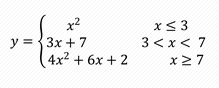 x² x ≤ 3
y = { 3x + 7 3 < x < 7
4x² + 6x + 2 x ≥ 7